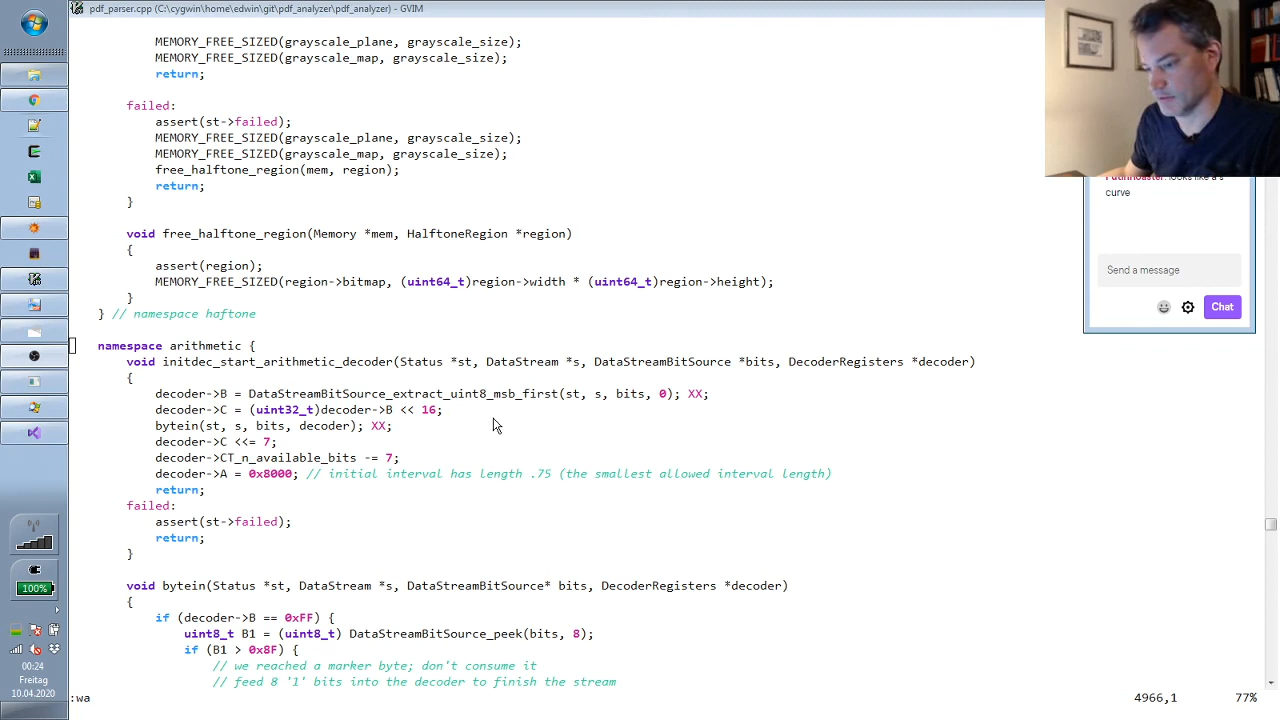 pdf_parser.cpp (C:\cygwin\home\edwin\git\pdf_analyzer\pdf_analyzer) - GVIM
MEMORY_FREE_SIZED(grayscale_plane, grayscale_size);
MEMORY_FREE_SIZED(grayscale_map, grayscale_size);
return;
failed:
assert(st->failed);
MEMORY_FREE_SIZED(grayscale_plane, grayscale_size);
MEMORY_FREE_SIZED(grayscale_map, grayscale_size);
free_halftone_region(mem, region);
return;
}
void free_halftone_region(Memory *mem, HalftoneRegion *region)
{
assert(region);
MEMORY_FREE_SIZED(region->bitmap, (uint64_t)region->width * (uint64_t)region->height);
}
} // namespace haftone
namespace arithmetic {
void initdec_start_arithmetic_decoder(Status *st, DataStream *s, DataStreamBitSource *bits, DecoderRegisters *decoder)
{
decoder->B = DataStreamBitSource_extract_uint8_msb_first(st, s, bits, 0); XX;
decoder->C = (uint32_t)decoder->B << 16;
bytein(st, s, bits, decoder); XX;
decoder->C <<= 7;
decoder->CT_n_available_bits -= 7;
decoder->A = 0x8000; // initial interval has length .75 (the smallest allowed interval length)
return;
failed:
assert(st->failed);
return;
}
void bytein(Status *st, DataStream *s, DataStreamBitSource* bits, DecoderRegisters *decoder)
{
if (decoder->B == 0xFF) {
uint8_t B1 = (uint8_t) DataStreamBitSource_peek(bits, 8);
if (B1 > 0x8F) {
// we reached a marker byte; don't consume it
// feed 8 '1' bits into the decoder to finish the stream
:wa
4966,1
77%
looks like a s
curve
Send a message
Chat
100%
00:24
Freitag
10.04.2020